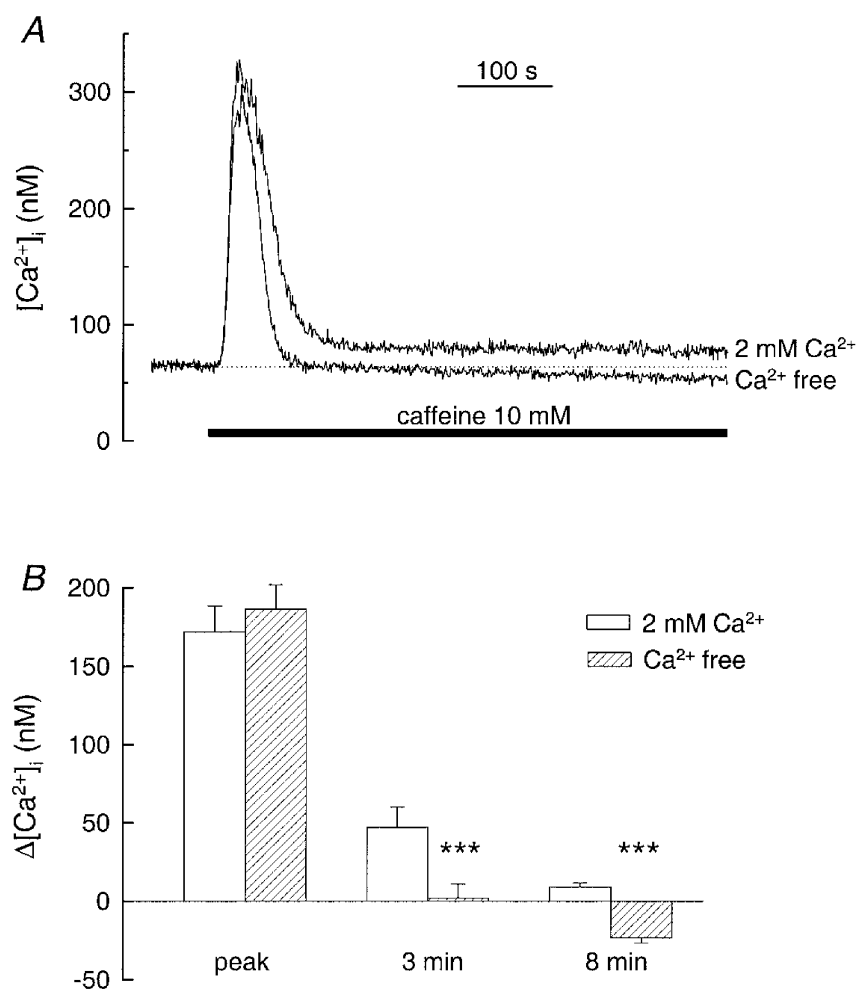 A
[Ca²⁺]ᵢ (nM)
300
200
100
0
100 s
2 mM Ca²⁺
Ca²⁺ free
caffeine 10 mM
B
Δ[Ca²⁺]ᵢ (nM)
200
150
100
50
0
-50
2 mM Ca²⁺
Ca²⁺ free
***
***
peak
3 min
8 min